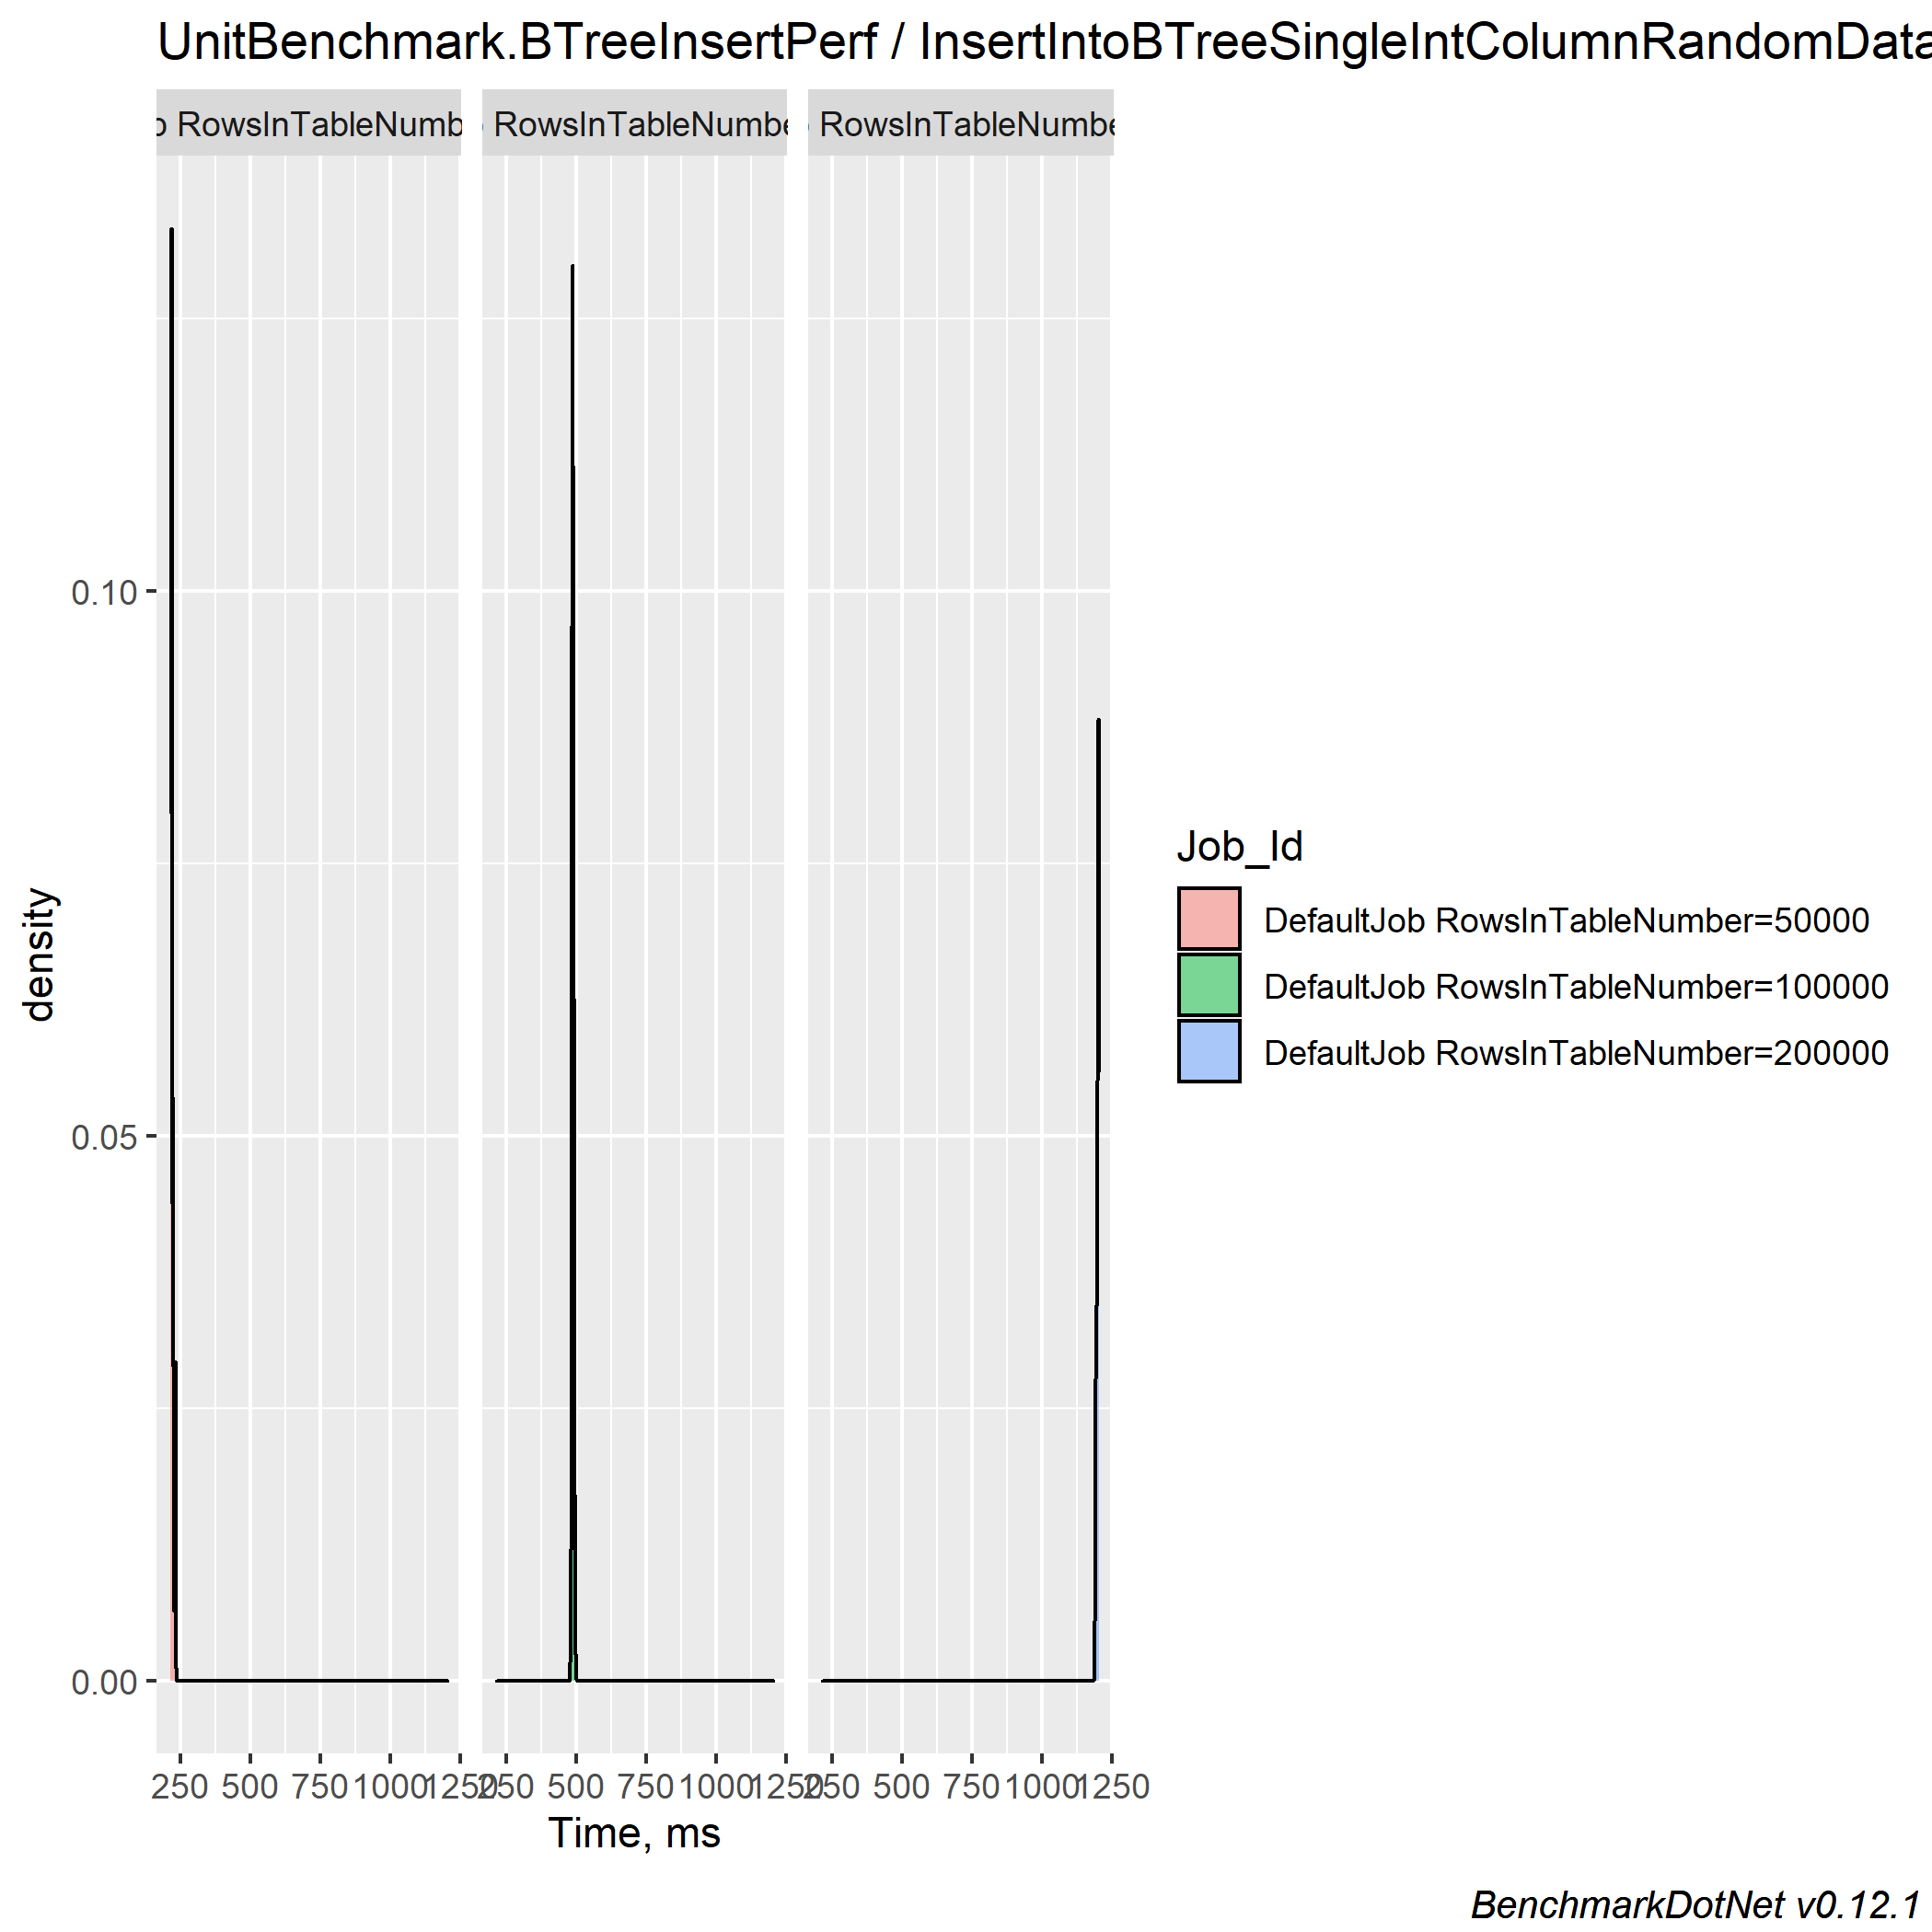 UnitBenchmark.BTreeInsertPerf / InsertIntoBTreeSingleIntColumnRandomData
RowsInTableNumb RowsInTableNumbe RowsInTableNumbe
0.10
0.05
0.00
density
250 500 750 1000 1250 250 500 750 1000 1250 250 500 750 1000 1250
Time, ms
Job_Id
DefaultJob RowsInTableNumber=50000
DefaultJob RowsInTableNumber=100000
DefaultJob RowsInTableNumber=200000
BenchmarkDotNet v0.12.1